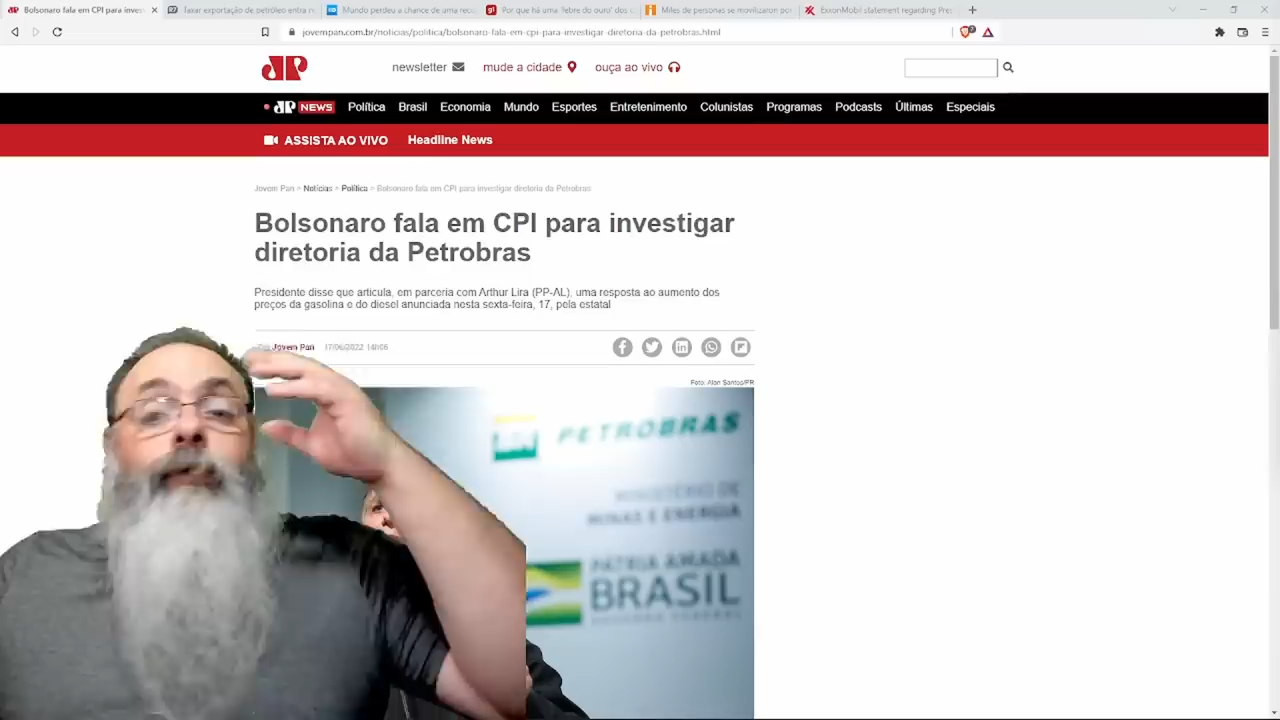 Bolsonaro fala em CPI para inves
Taxar exportação de petróleo entra n
Mundo perdeu a chance de uma rec
Por que há uma 'febre do ouro' dos
Miles de personas se movilizaron po
ExxonMobil statement regarding Pres
jovempan.com.br/noticias/politica/bolsonaro-fala-em-cpi-para-investigar-diretoria-da-petrobras.html
JP
newsletter
mude a cidade
ouça ao vivo
JP NEWS
Política
Brasil
Economia
Mundo
Esportes
Entretenimento
Colunistas
Programas
Podcasts
Últimas
Especiais
ASSISTA AO VIVO
Headline News
Jovem Pan > Notícias > Política > Bolsonaro fala em CPI para investigar diretoria da Petrobras
Bolsonaro fala em CPI para investigar
diretoria da Petrobras
Presidente disse que articula, em parceria com Arthur Lira (PP-AL), uma resposta ao aumento dos
preços da gasolina e do diesel anunciada nesta sexta-feira, 17, pela estatal
Jovem Pan 17/06/2022 14h06
Foto: Alan Santos/PR
PETROBRAS
MINISTÉRIO DE
MINAS E ENERGIA
PÁTRIA AMADA
BRASIL
GOVERNO FEDERAL